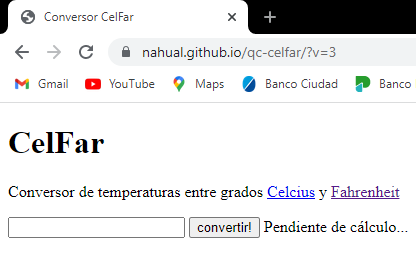 Conversor CelFar
nahual.github.io/qc-celfar/?v=3
Gmail YouTube Maps Banco Ciudad Banco
CelFar
Conversor de temperaturas entre grados Celcius y Fahrenheit
convertir! Pendiente de cálculo...